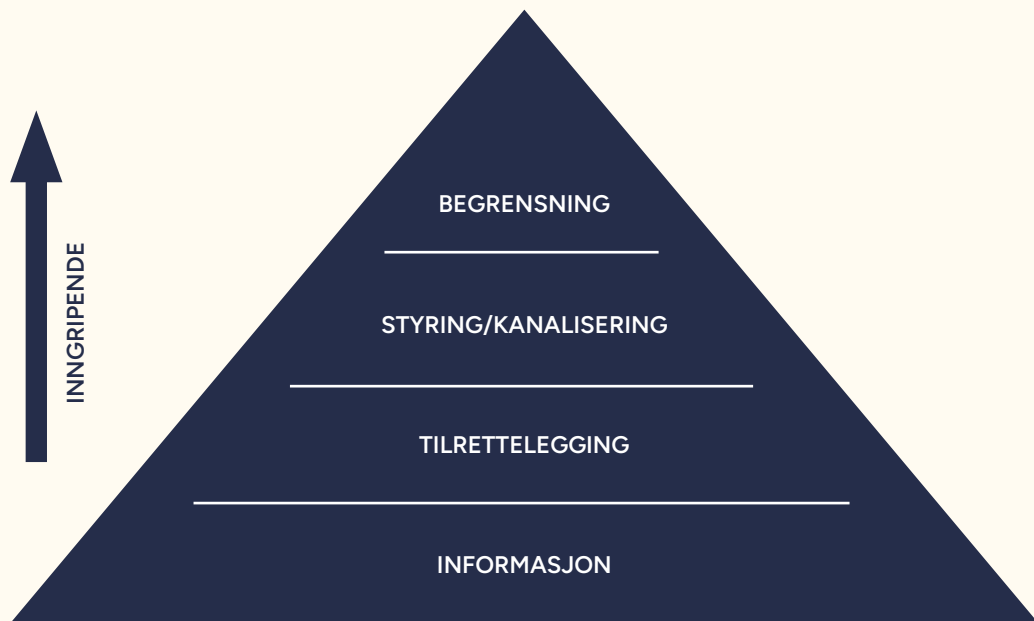 BEGRENSNING
STYRING/KANALISERING
INNGRIPENDE
TILRETTELEGGING
INFORMASJON